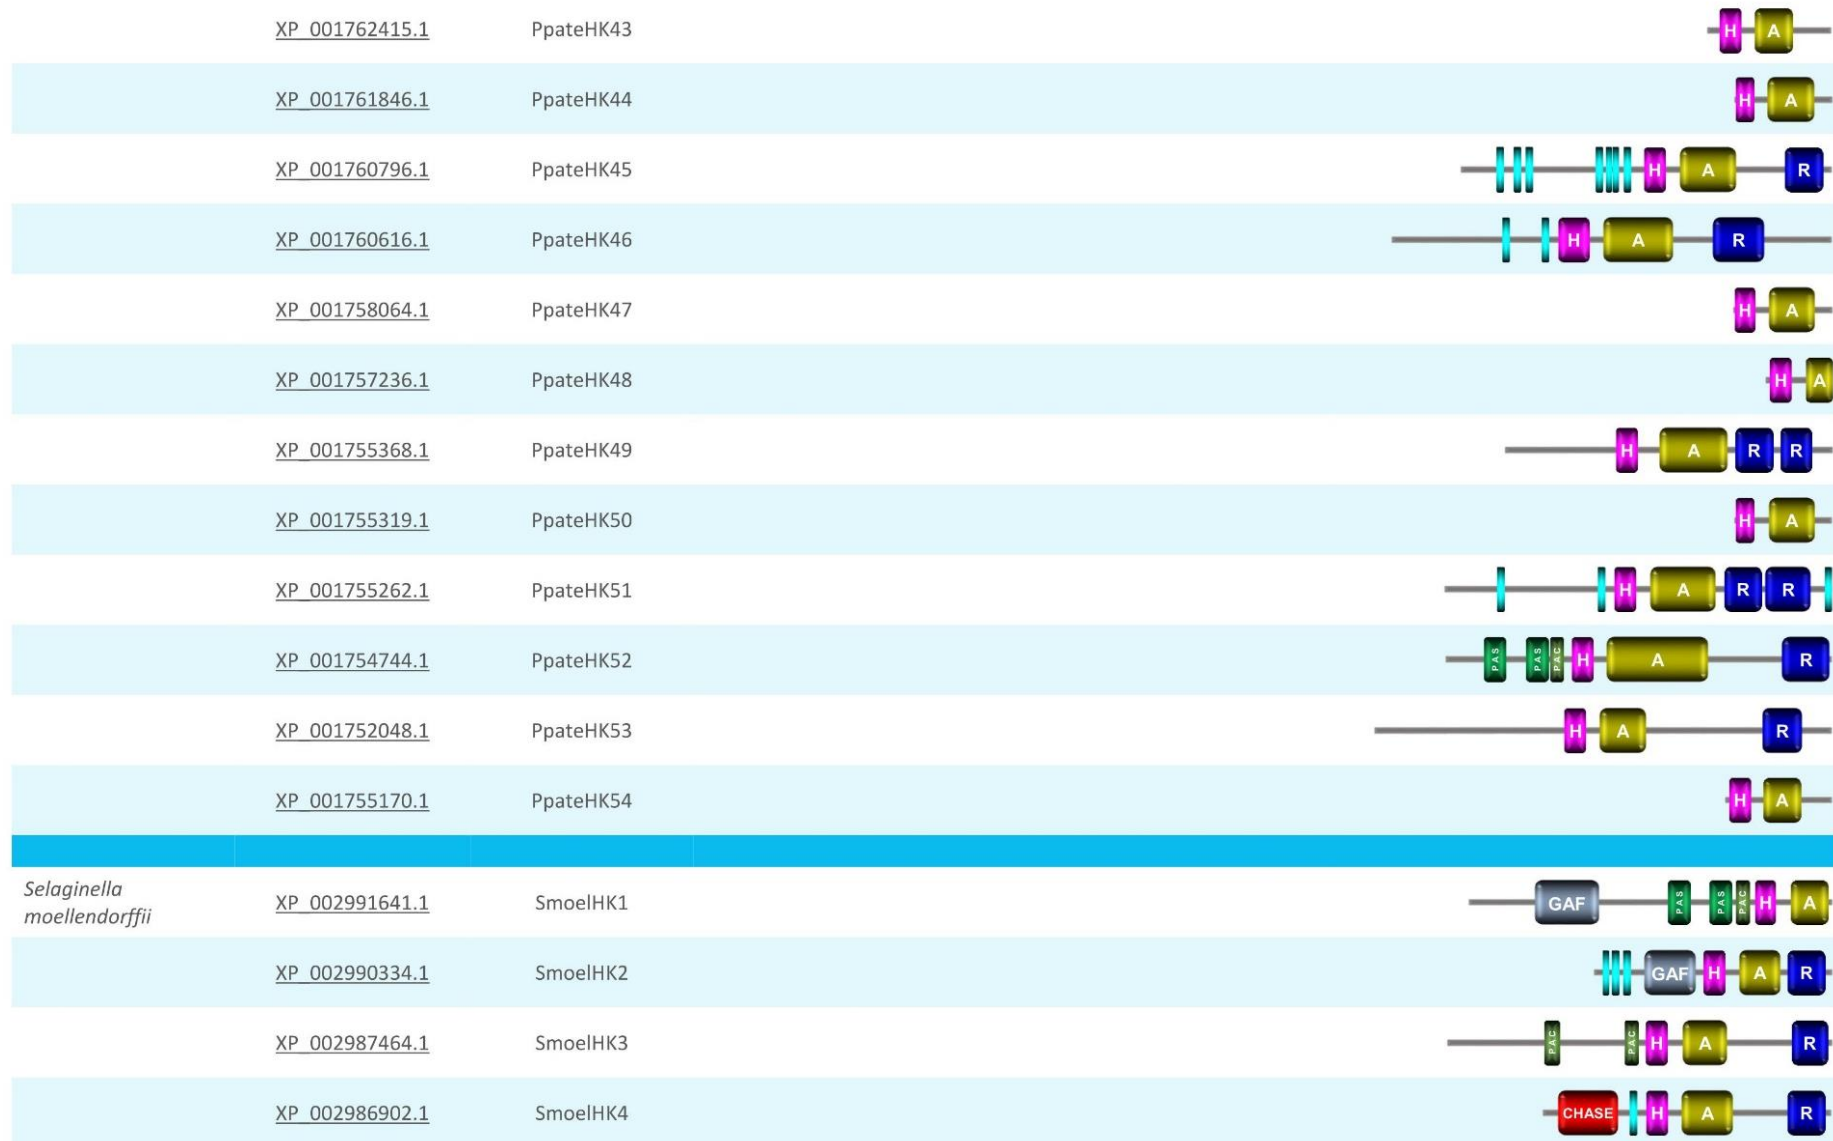 XP_001762415.1 PpateHK43 H A
XP_001761846.1 PpateHK44 H A
XP_001760796.1 PpateHK45 H A R
XP_001760616.1 PpateHK46 H A R
XP_001758064.1 PpateHK47 H A
XP_001757236.1 PpateHK48 H A
XP_001755368.1 PpateHK49 H A R R
XP_001755319.1 PpateHK50 H A
XP_001755262.1 PpateHK51 H A R R
XP_001754744.1 PpateHK52 PAS PAS PAC H A R
XP_001752048.1 PpateHK53 H A R
XP_001755170.1 PpateHK54 H A
Selaginella
moellendorffii XP_002991641.1 SmoelHK1 GAF PAS PAS PAC H A
XP_002990334.1 SmoelHK2 GAF H A R
XP_002987464.1 SmoelHK3 PAC PAC H A R
XP_002986902.1 SmoelHK4 CHASE H A R